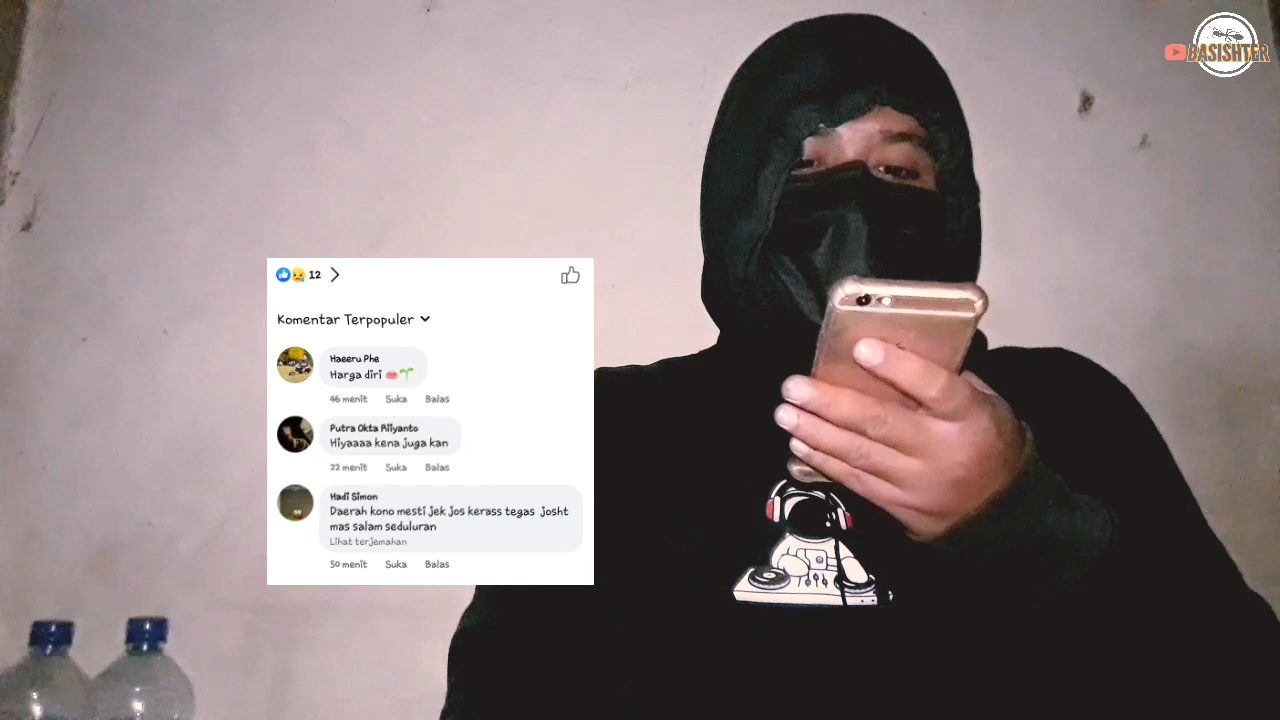 BASISHTER
12
Komentar Terpopuler
Haeeru Phe
Harga diri
46 menit Suka Balas
Putra Okta Riiyanto
Hiyaaaa kena juga kan
22 menit Suka Balas
Hadi Simon
Daerah kono mesti jek jos kerass tegas josht
mas salam seduluran
Lihat terjemahan
50 menit Suka Balas